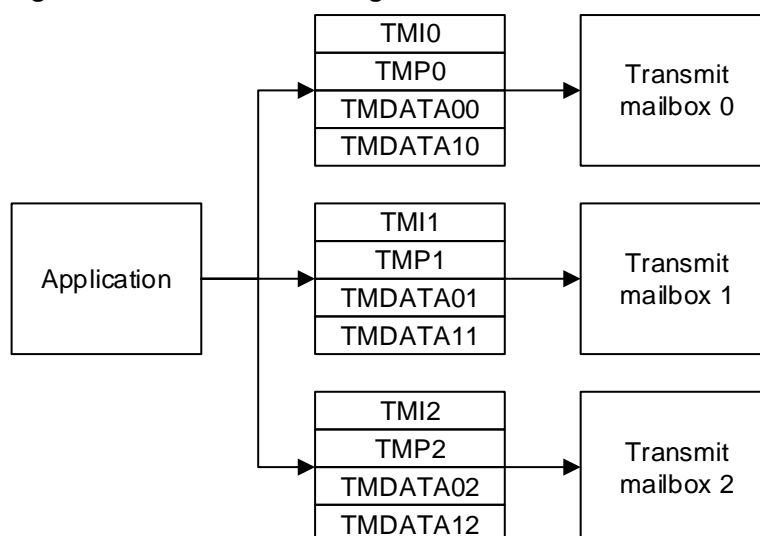 TMI0
TMP0
TMDATA00
TMDATA10
Transmit
mailbox 0
Application
TMI1
TMP1
TMDATA01
TMDATA11
Transmit
mailbox 1
TMI2
TMP2
TMDATA02
TMDATA12
Transmit
mailbox 2